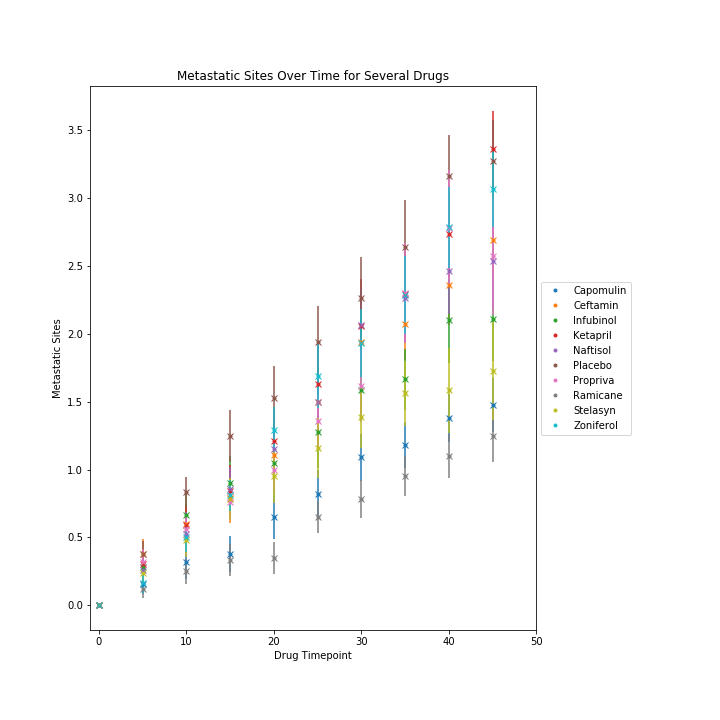 Metastatic Sites Over Time for Several Drugs
3.5
3.0
2.5
2.0
1.5
1.0
0.5
0.0
Metastatic Sites
0 10 20 30 40 50
Drug Timepoint
Capomulin
Ceftamin
Infubinol
Ketapril
Naftisol
Placebo
Propriva
Ramicane
Stelasyn
Zoniferol